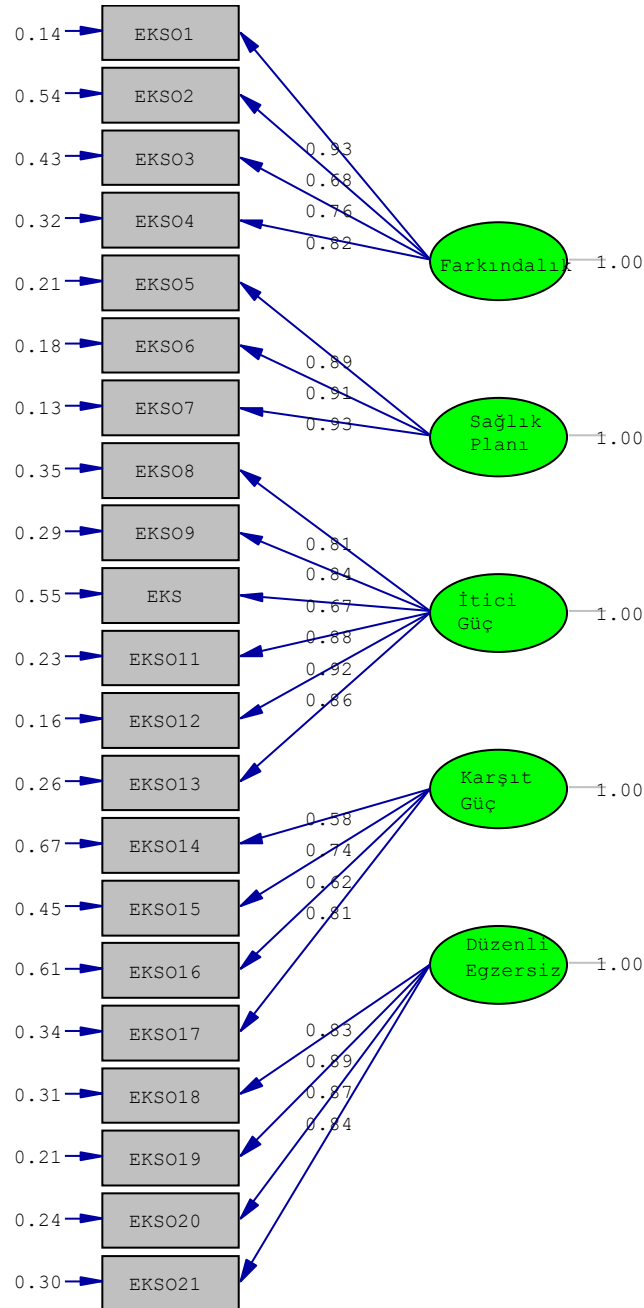 0.14 EKSO1
0.54 EKSO2
0.93
0.43 EKSO3
0.68
0.76
0.32 EKSO4
0.82
Farkındalık 1.00
0.21 EKSO5
0.18 EKSO6
0.89
0.91
0.13 EKSO7
0.93
Sağlık
Planı
1.00
0.35 EKSO8
0.29 EKSO9
0.81
0.84
0.55 EKS
0.67
İtici
Güç
1.00
0.23 EKSO11
0.88
0.92
0.16 EKSO12
0.86
0.26 EKSO13
Karşıt
Güç
1.00
0.67 EKSO14
0.58
0.74
0.62
0.45 EKSO15
0.81
0.61 EKSO16
Düzenli
Egzersiz
1.00
0.34 EKSO17
0.83
0.89
0.31 EKSO18
0.87
0.84
0.21 EKSO19
0.24 EKSO20
0.30 EKSO21